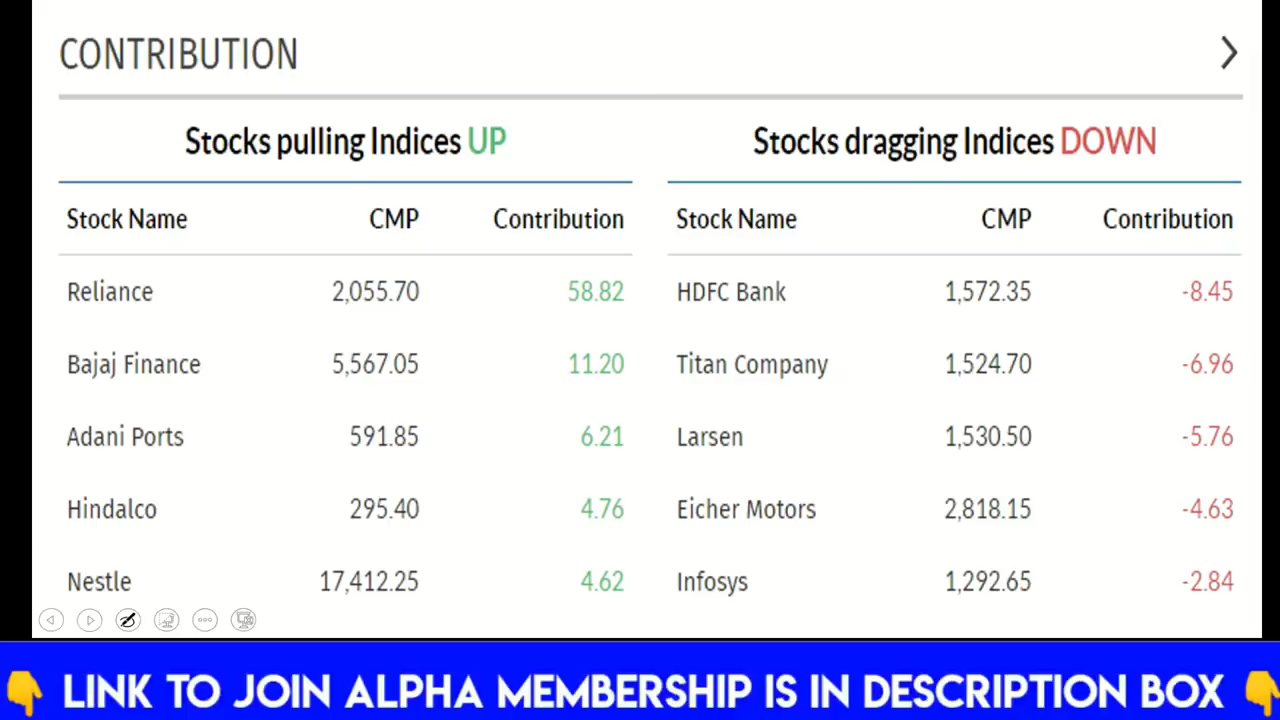 CONTRIBUTION
Stocks pulling Indices UP
Stock Name CMP Contribution
Reliance 2,055.70 58.82
Bajaj Finance 5,567.05 11.20
Adani Ports 591.85 6.21
Hindalco 295.40 4.76
Nestle 17,412.25 4.62
Stocks dragging Indices DOWN
Stock Name CMP Contribution
HDFC Bank 1,572.35 -8.45
Titan Company 1,524.70 -6.96
Larsen 1,530.50 -5.76
Eicher Motors 2,818.15 -4.63
Infosys 1,292.65 -2.84
👇 LINK TO JOIN ALPHA MEMBERSHIP IS IN DESCRIPTION BOX 👇